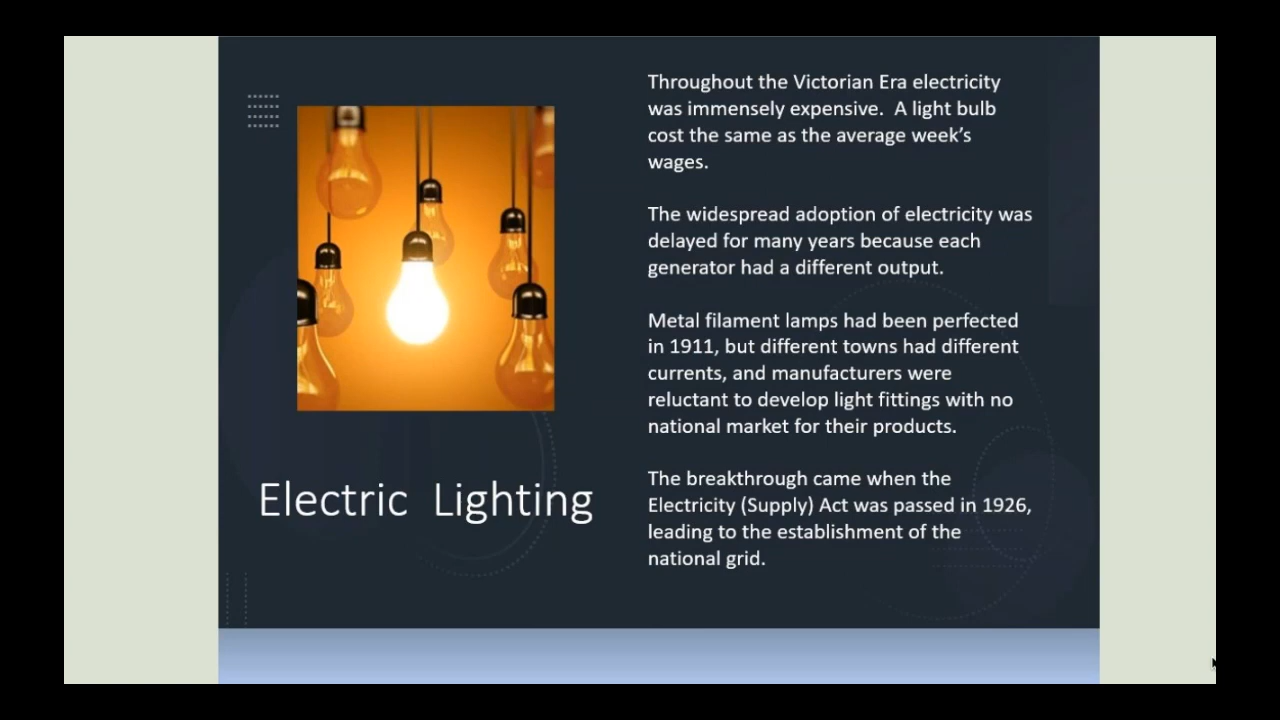 Throughout the Victorian Era electricity
was immensely expensive.  A light bulb
cost the same as the average week's
wages.
The widespread adoption of electricity was
delayed for many years because each
generator had a different output.
Metal filament lamps had been perfected
in 1911, but different towns had different
currents, and manufacturers were
reluctant to develop light fittings with no
national market for their products.
The breakthrough came when the
Electricity (Supply) Act was passed in 1926,
leading to the establishment of the
national grid.
Electric  Lighting